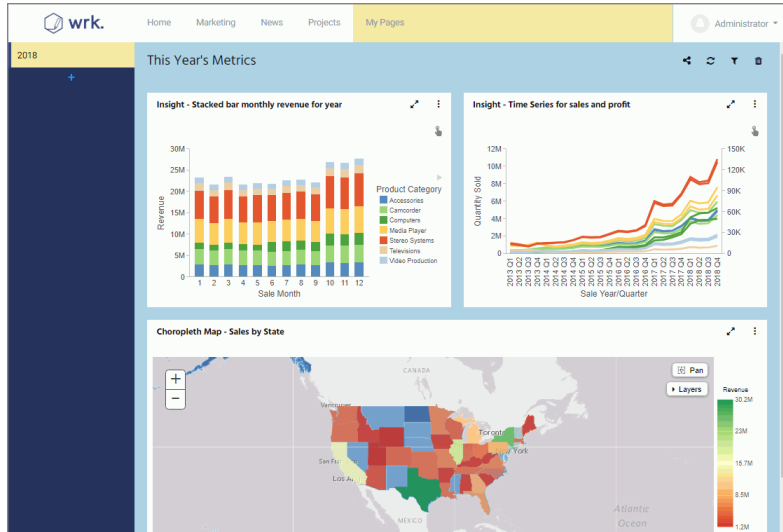 wrk.
Home Marketing News Projects My Pages
Administrator
2018
+
This Year's Metrics
Insight - Stacked bar monthly revenue for year
30M
25M
20M
15M
10M
5M
0
Revenue
1 2 3 4 5 6 7 8 9 10 11 12
Sale Month
Product Category
Accessories
Camcorder
Computers
Media Player
Stereo Systems
Televisions
Video Production
Insight - Time Series for sales and profit
12M
10M
8M
6M
4M
2M
0
Quantity Sold
150K
120K
90K
60K
30K
0
2013 Q1
2013 Q2
2013 Q3
2013 Q4
2014 Q1
2014 Q2
2014 Q3
2014 Q4
2015 Q1
2015 Q2
2015 Q3
2015 Q4
2016 Q1
2016 Q2
2016 Q3
2016 Q4
2017 Q1
2017 Q2
2017 Q3
2017 Q4
2018 Q1
2018 Q2
2018 Q3
2018 Q4
Sale Year/Quarter
Choropleth Map - Sales by State
+
−
Pan
Layers
CANADA
Vancouver
Toront
York
San Fr
Los A
MEXICO
Atlantic
Ocean
Revenue
30.2M
23M
15.7M
8.5M
1.2M